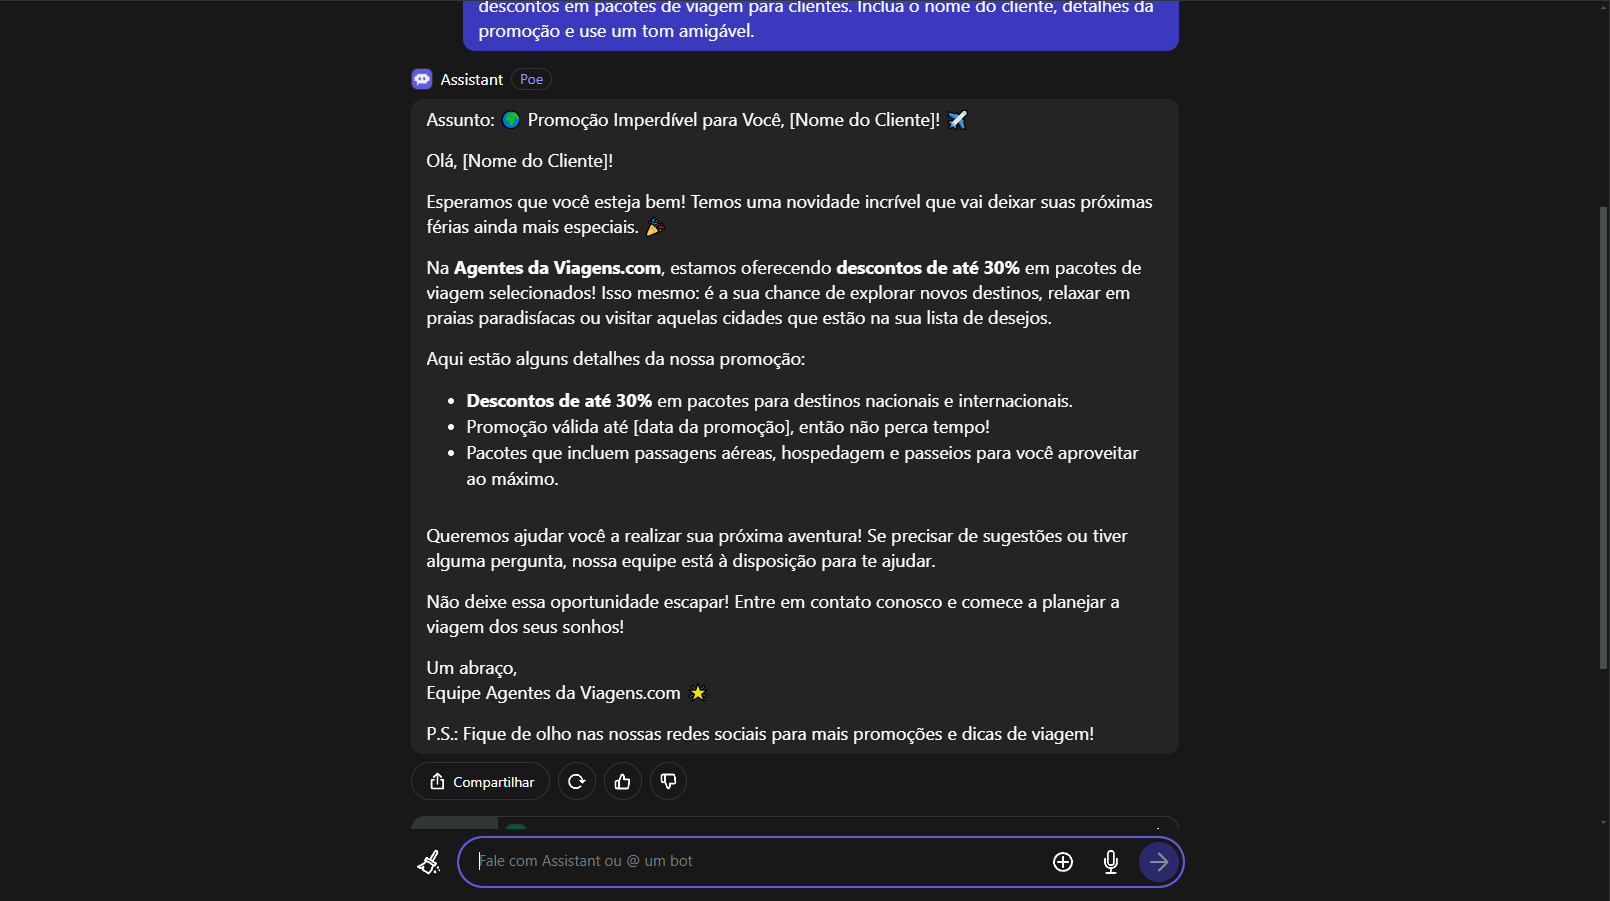 descontos em pacotes de viagem para clientes. Inclua o nome do cliente, detalhes da
promoção e use um tom amigável.
Assistant Poe
Assunto: 🌍 Promoção Imperdível para Você, [Nome do Cliente]! ✈️
Olá, [Nome do Cliente]!
Esperamos que você esteja bem! Temos uma novidade incrível que vai deixar suas próximas
férias ainda mais especiais. 🎉
Na Agentes da Viagens.com, estamos oferecendo descontos de até 30% em pacotes de
viagem selecionados! Isso mesmo: é a sua chance de explorar novos destinos, relaxar em
praias paradisíacas ou visitar aquelas cidades que estão na sua lista de desejos.
Aqui estão alguns detalhes da nossa promoção:
• Descontos de até 30% em pacotes para destinos nacionais e internacionais.
• Promoção válida até [data da promoção], então não perca tempo!
• Pacotes que incluem passagens aéreas, hospedagem e passeios para você aproveitar
ao máximo.
Queremos ajudar você a realizar sua próxima aventura! Se precisar de sugestões ou tiver
alguma pergunta, nossa equipe está à disposição para te ajudar.
Não deixe essa oportunidade escapar! Entre em contato conosco e comece a planejar a
viagem dos seus sonhos!
Um abraço,
Equipe Agentes da Viagens.com 🌟
P.S.: Fique de olho nas nossas redes sociais para mais promoções e dicas de viagem!
Compartilhar
Fale com Assistant ou @ um bot